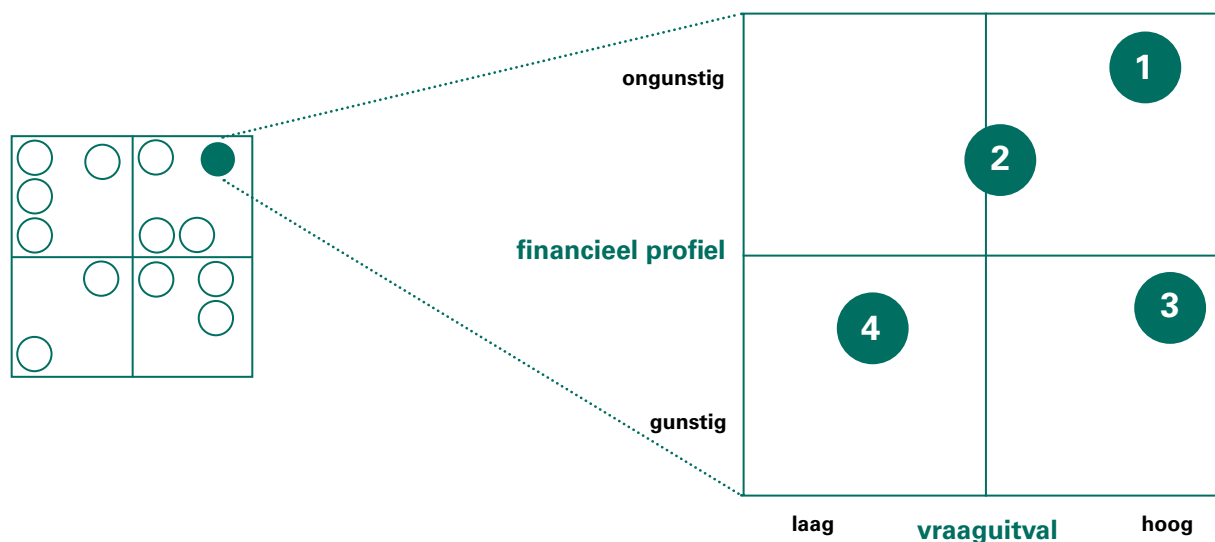 ongunstig
1
2
financieel profiel
3
4
gunstig
laag
vraaguitval
hoog